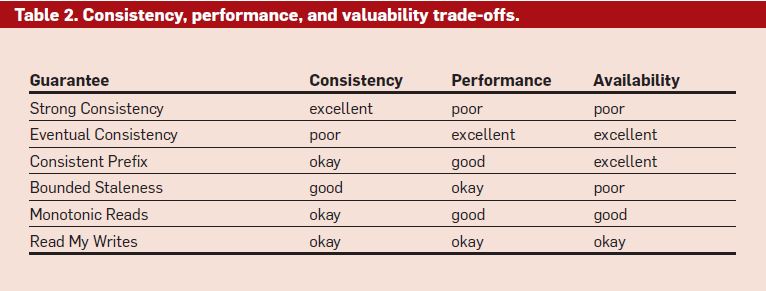 Table 2. Consistency, performance, and valuability trade-offs.
Guarantee Consistency Performance Availability
Strong Consistency excellent poor poor
Eventual Consistency poor excellent excellent
Consistent Prefix okay good excellent
Bounded Staleness good okay poor
Monotonic Reads okay good good
Read My Writes okay okay okay